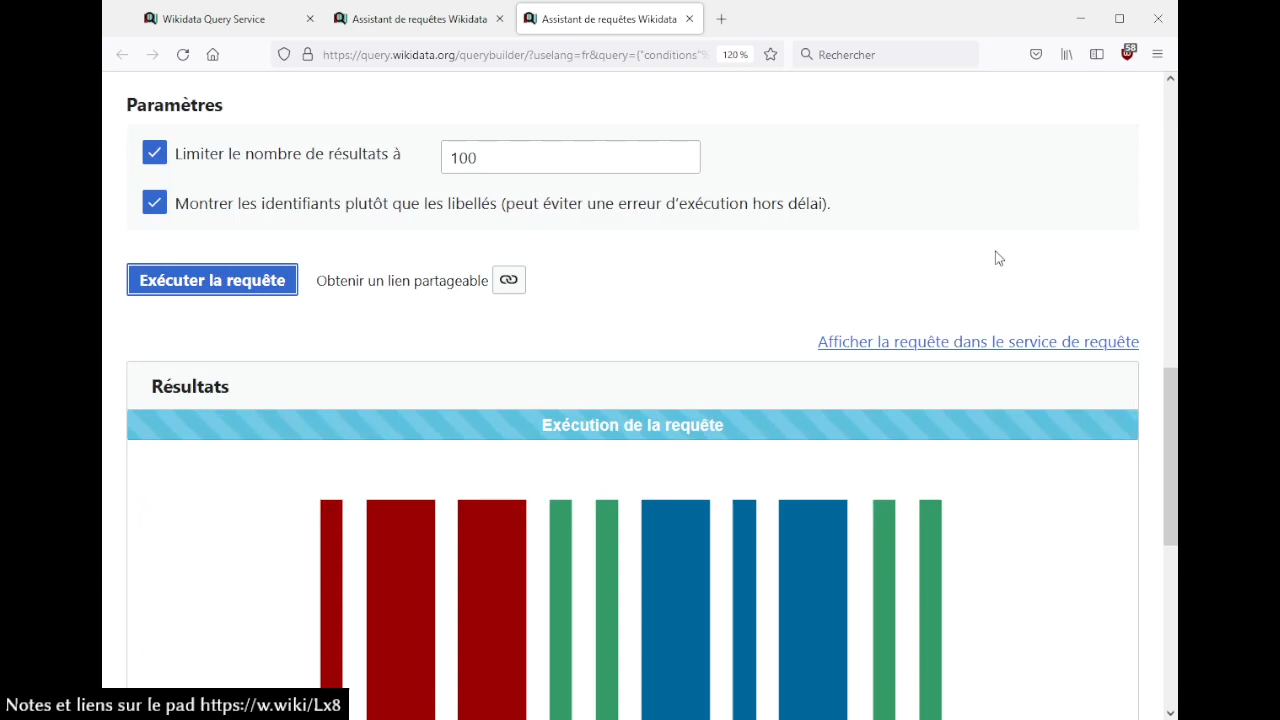 Wikidata Query Service
Assistant de requêtes Wikidata
Assistant de requêtes Wikidata
https://query.wikidata.org/querybuilder/?uselang=fr&query={"conditions"%
120 %
Rechercher
58
Paramètres
Limiter le nombre de résultats à
100
Montrer les identifiants plutôt que les libellés (peut éviter une erreur d’exécution hors délai).
Exécuter la requête
Obtenir un lien partageable
Afficher la requête dans le service de requête
Résultats
Exécution de la requête
Notes et liens sur le pad https://w.wiki/Lx8